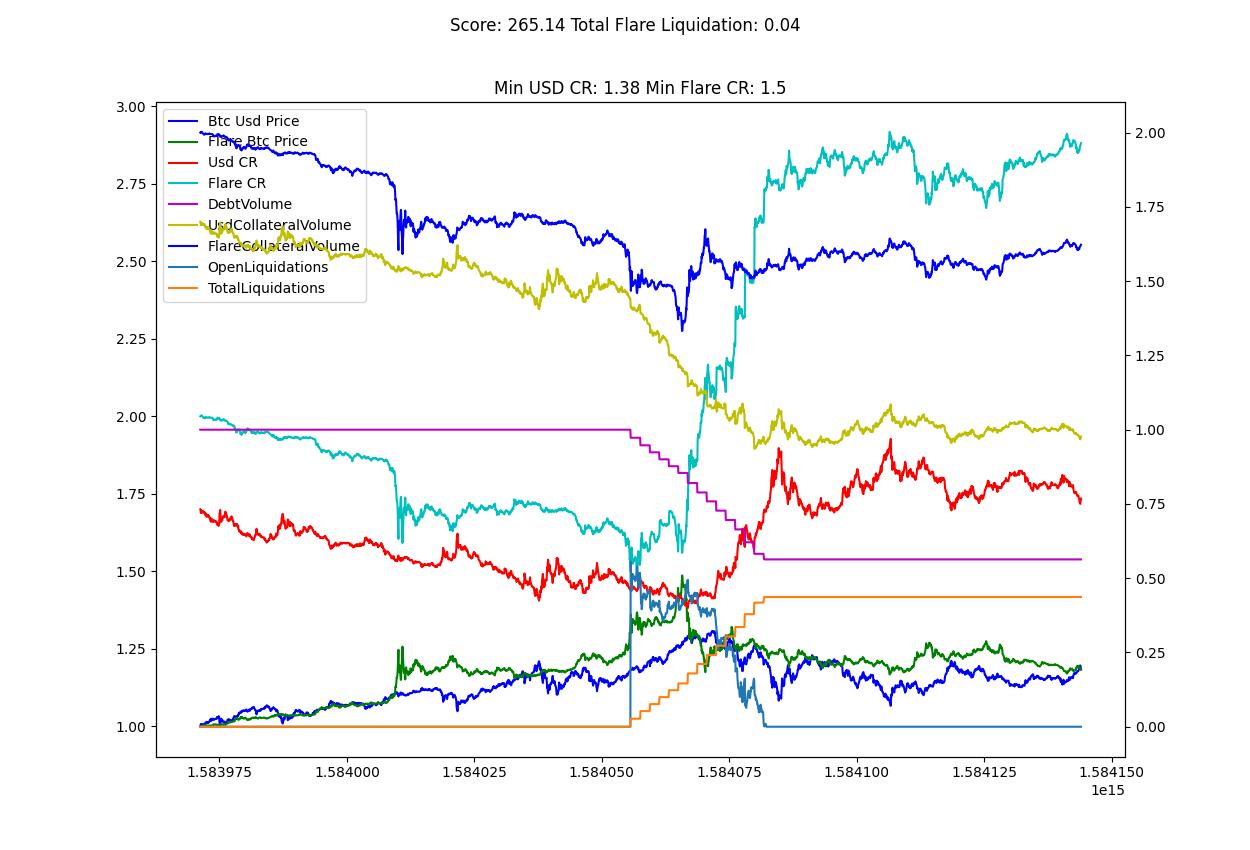 Score: 265.14 Total Flare Liquidation: 0.04
Min USD CR: 1.38 Min Flare CR: 1.5
3.00
2.75
2.50
2.25
2.00
1.75
1.50
1.25
1.00
Btc Usd Price
Flare Btc Price
Usd CR
Flare CR
DebtVolume
UsdCollateralVolume
FlareCollateralVolume
OpenLiquidations
TotalLiquidations
2.00
1.75
1.50
1.25
1.00
0.75
0.50
0.25
0.00
1.583975 1.584000 1.584025 1.584050 1.584075 1.584100 1.584125 1.584150
1e15